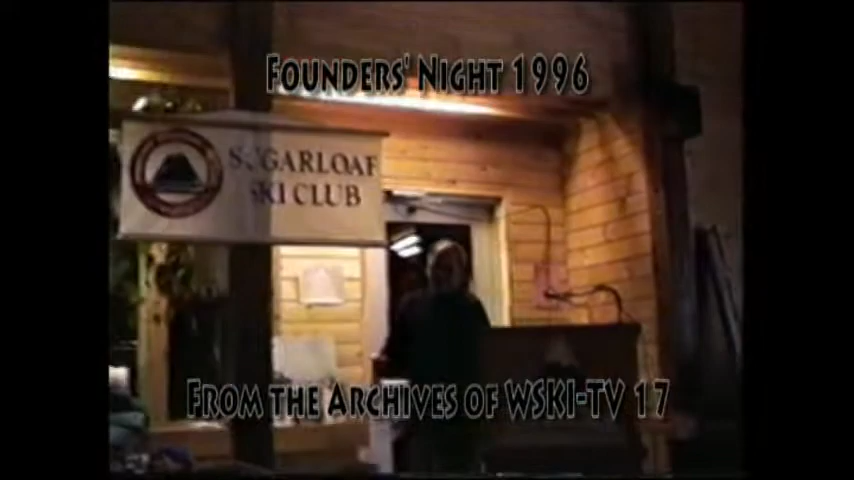 FOUNDERS' NIGHT 1996
SUGARLOAF
SKI CLUB
FROM THE ARCHIVES OF WSKI-TV 17